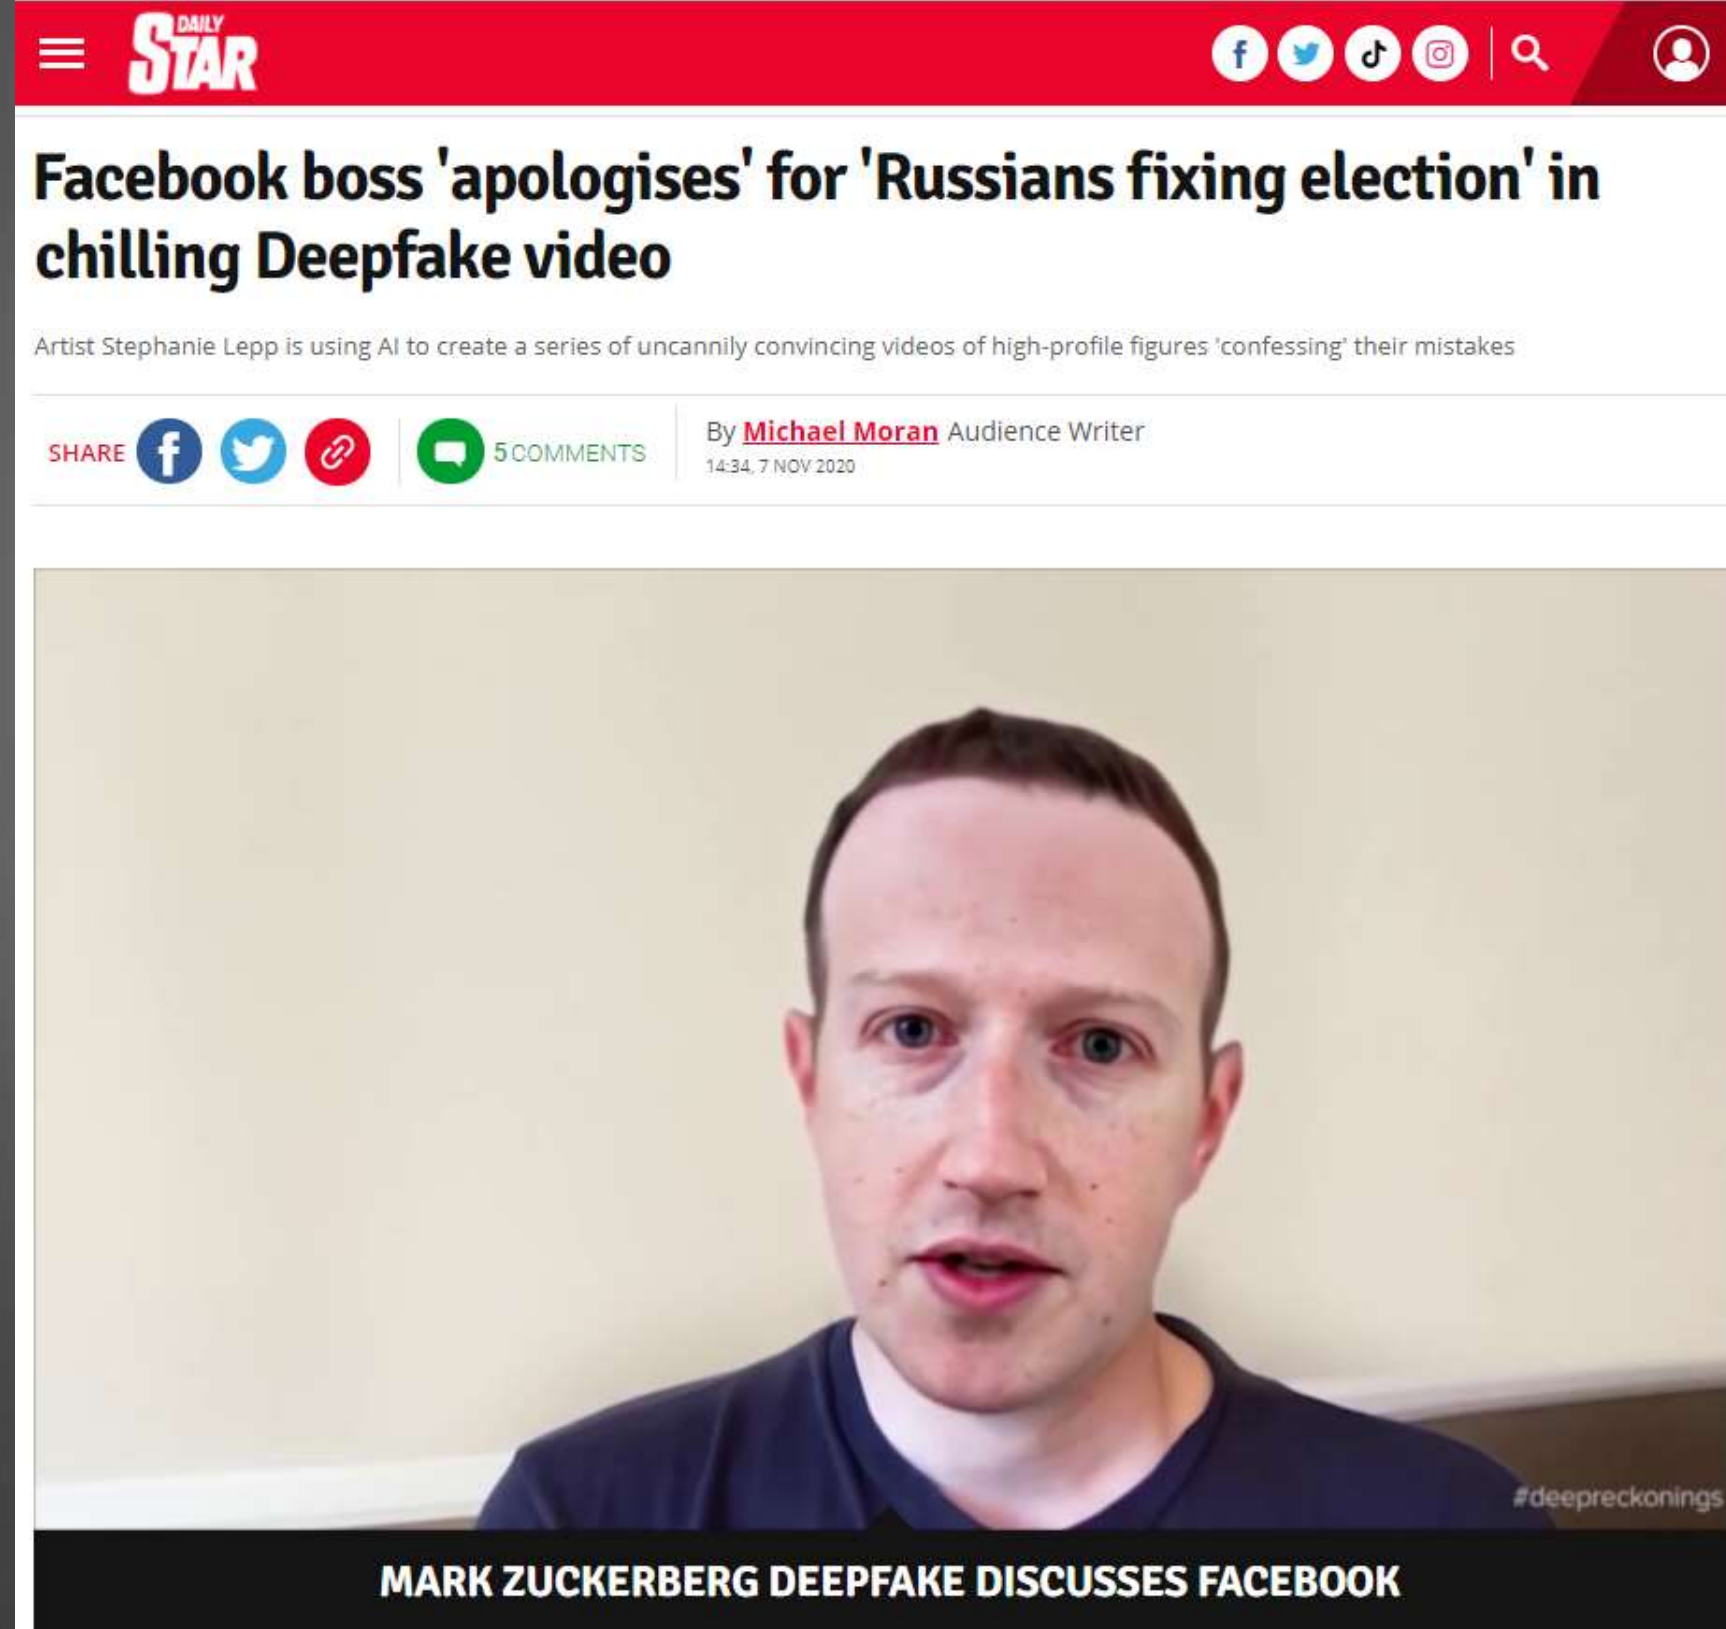 DAILY
STAR
Facebook boss 'apologises' for 'Russians fixing election' in
chilling Deepfake video
Artist Stephanie Lepp is using AI to create a series of uncannily convincing videos of high-profile figures 'confessing' their mistakes
SHARE
5 COMMENTS
By Michael Moran Audience Writer
14:34, 7 NOV 2020
#deepreckonings
MARK ZUCKERBERG DEEPFAKE DISCUSSES FACEBOOK